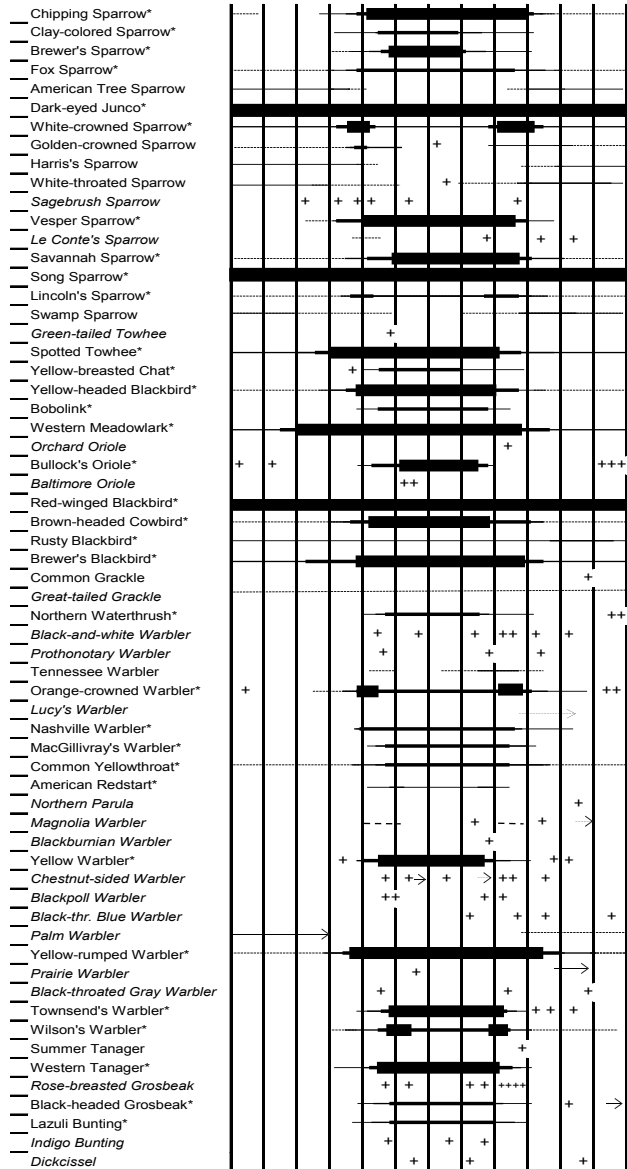 Chipping Sparrow*
Clay-colored Sparrow*
Brewer's Sparrow*
Fox Sparrow*
American Tree Sparrow
Dark-eyed Junco*
White-crowned Sparrow*
Golden-crowned Sparrow
Harris's Sparrow
White-throated Sparrow
Sagebrush Sparrow
Vesper Sparrow*
Le Conte's Sparrow
Savannah Sparrow*
Song Sparrow*
Lincoln's Sparrow*
Swamp Sparrow
Green-tailed Towhee
Spotted Towhee*
Yellow-breasted Chat*
Yellow-headed Blackbird*
Bobolink*
Western Meadowlark*
Orchard Oriole
Bullock's Oriole*
Baltimore Oriole
Red-winged Blackbird*
Brown-headed Cowbird*
Rusty Blackbird*
Brewer's Blackbird*
Common Grackle
Great-tailed Grackle
Northern Waterthrush*
Black-and-white Warbler
Prothonotary Warbler
Tennessee Warbler
Orange-crowned Warbler*
Lucy's Warbler
Nashville Warbler*
MacGillivray's Warbler*
Common Yellowthroat*
American Redstart*
Northern Parula
Magnolia Warbler
Blackburnian Warbler
Yellow Warbler*
Chestnut-sided Warbler
Blackpoll Warbler
Black-thr. Blue Warbler
Palm Warbler
Yellow-rumped Warbler*
Prairie Warbler
Black-throated Gray Warbler
Townsend's Warbler*
Wilson's Warbler*
Summer Tanager
Western Tanager*
Rose-breasted Grosbeak
Black-headed Grosbeak*
Lazuli Bunting*
Indigo Bunting
Dickcissel